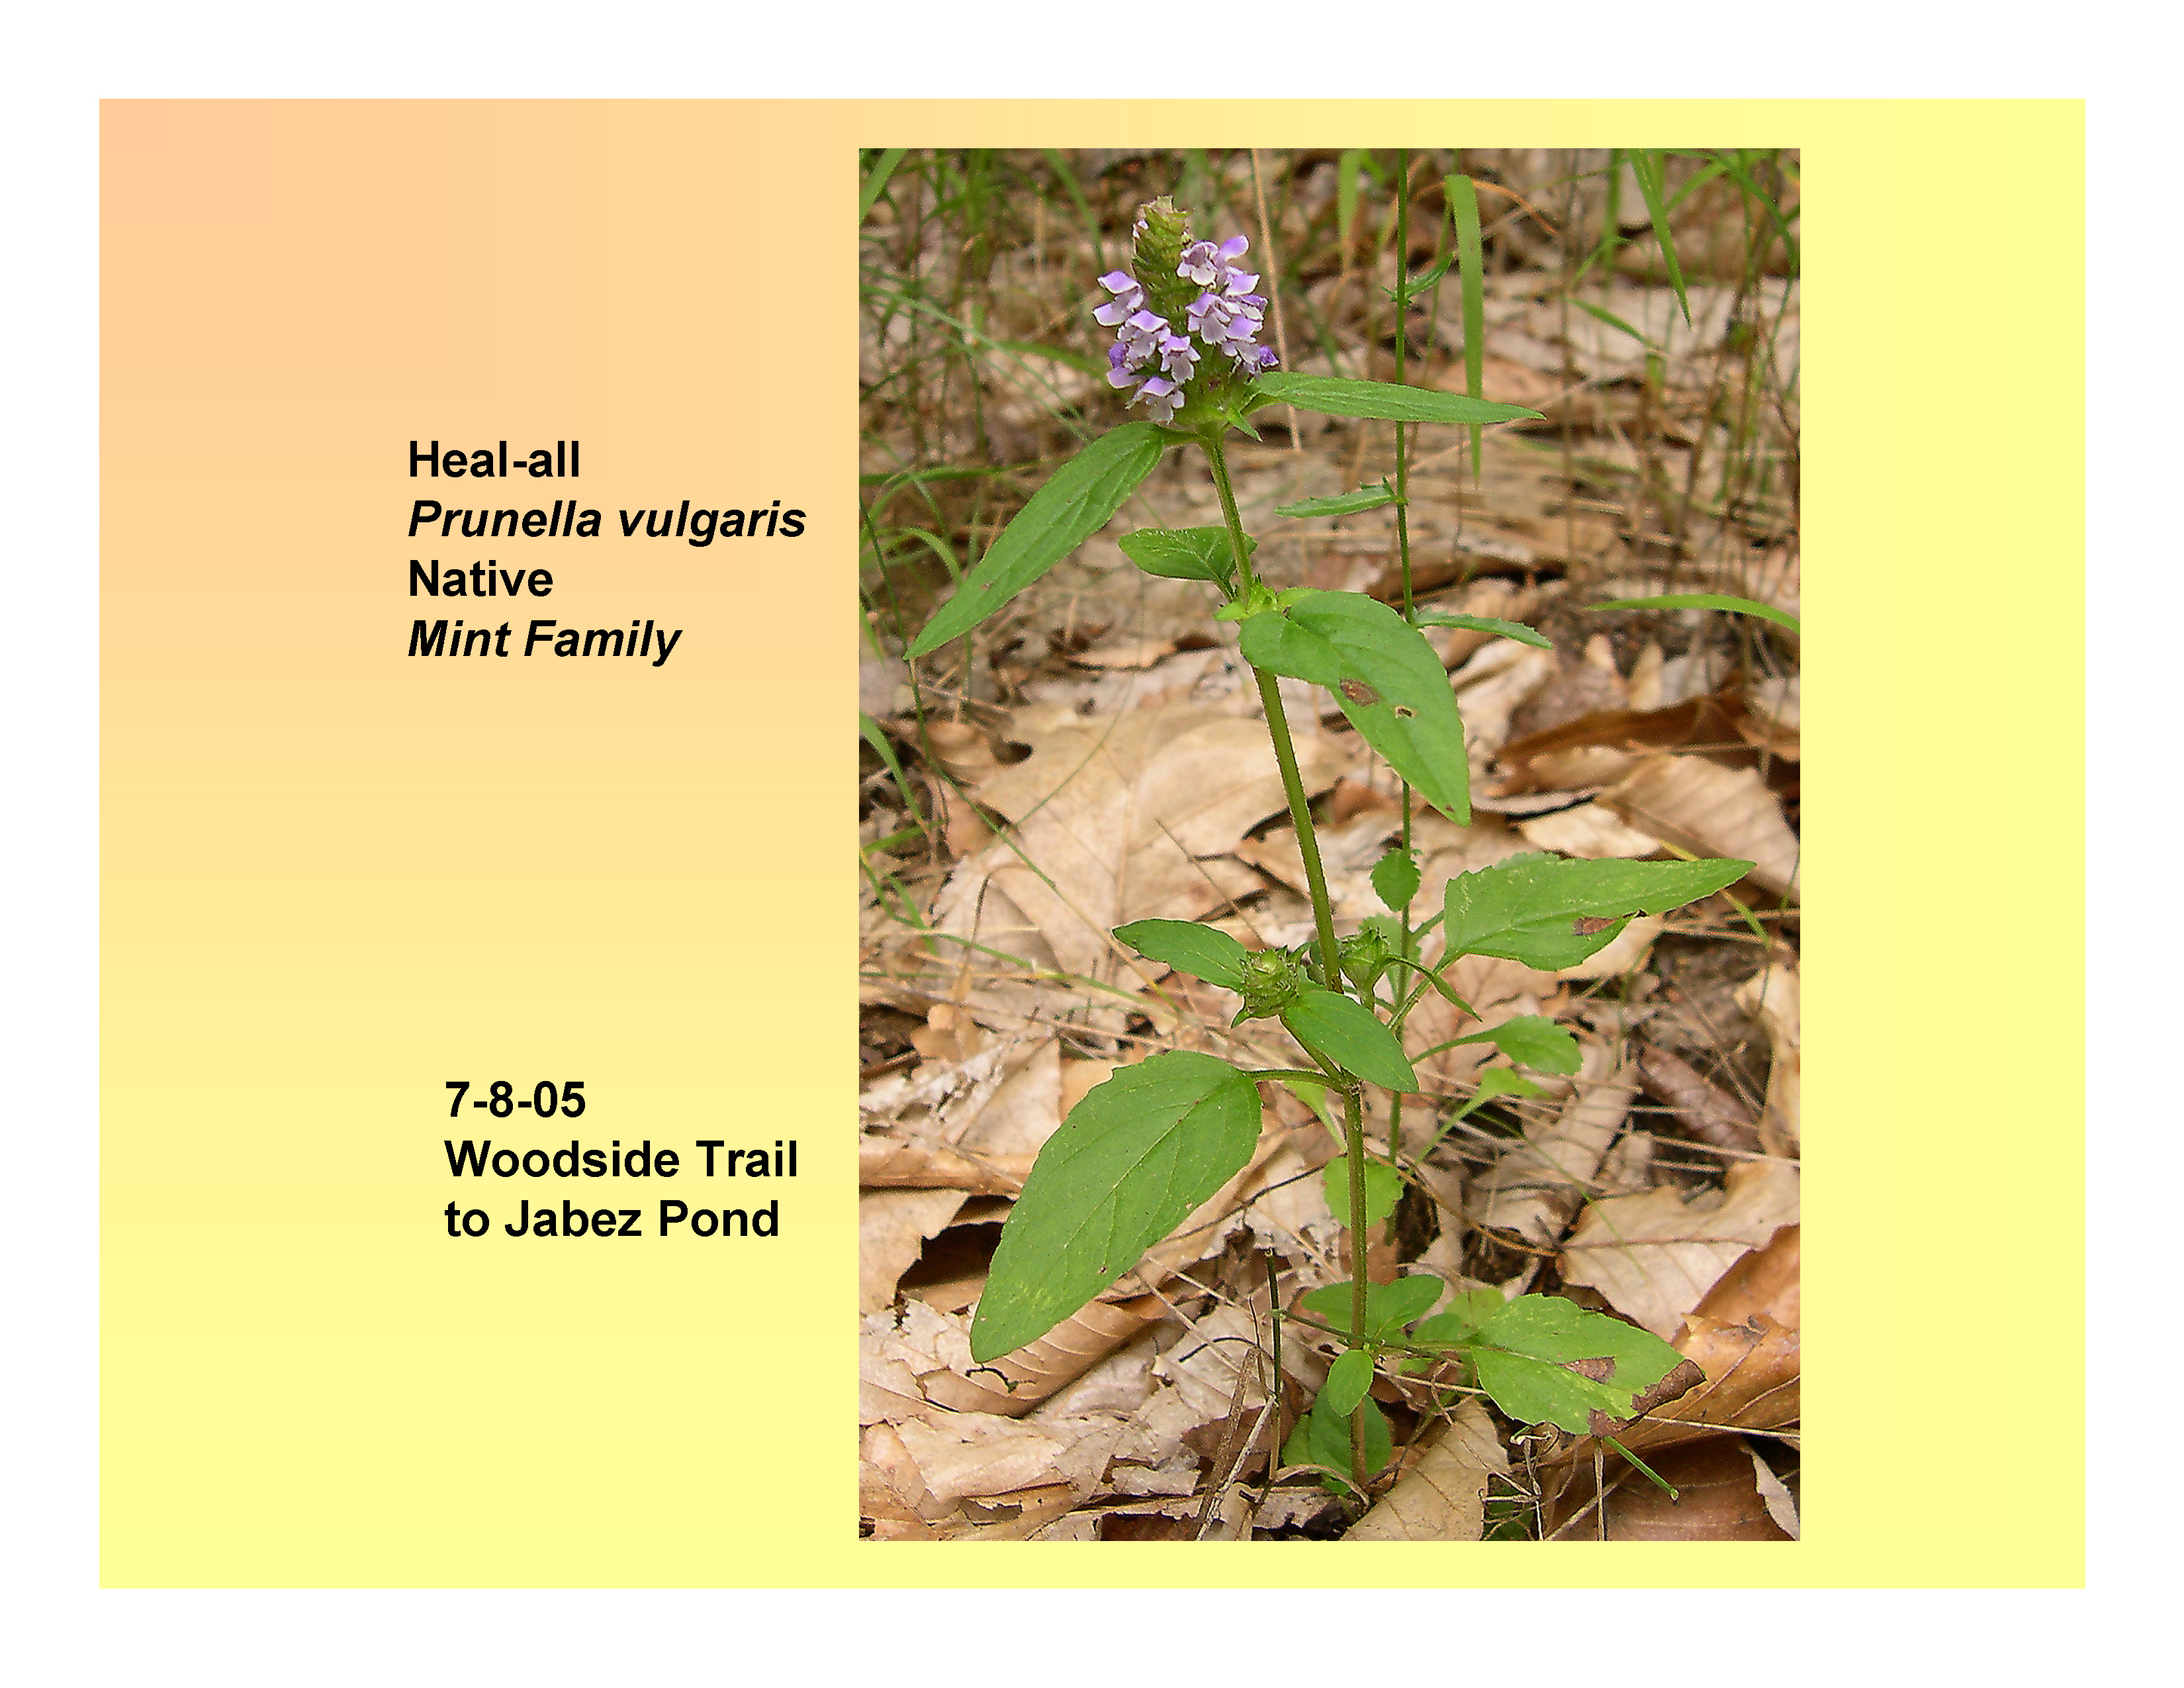 Heal-all
Prunella vulgaris
Native
Mint Family
7-8-05
Woodside Trail
to Jabez Pond